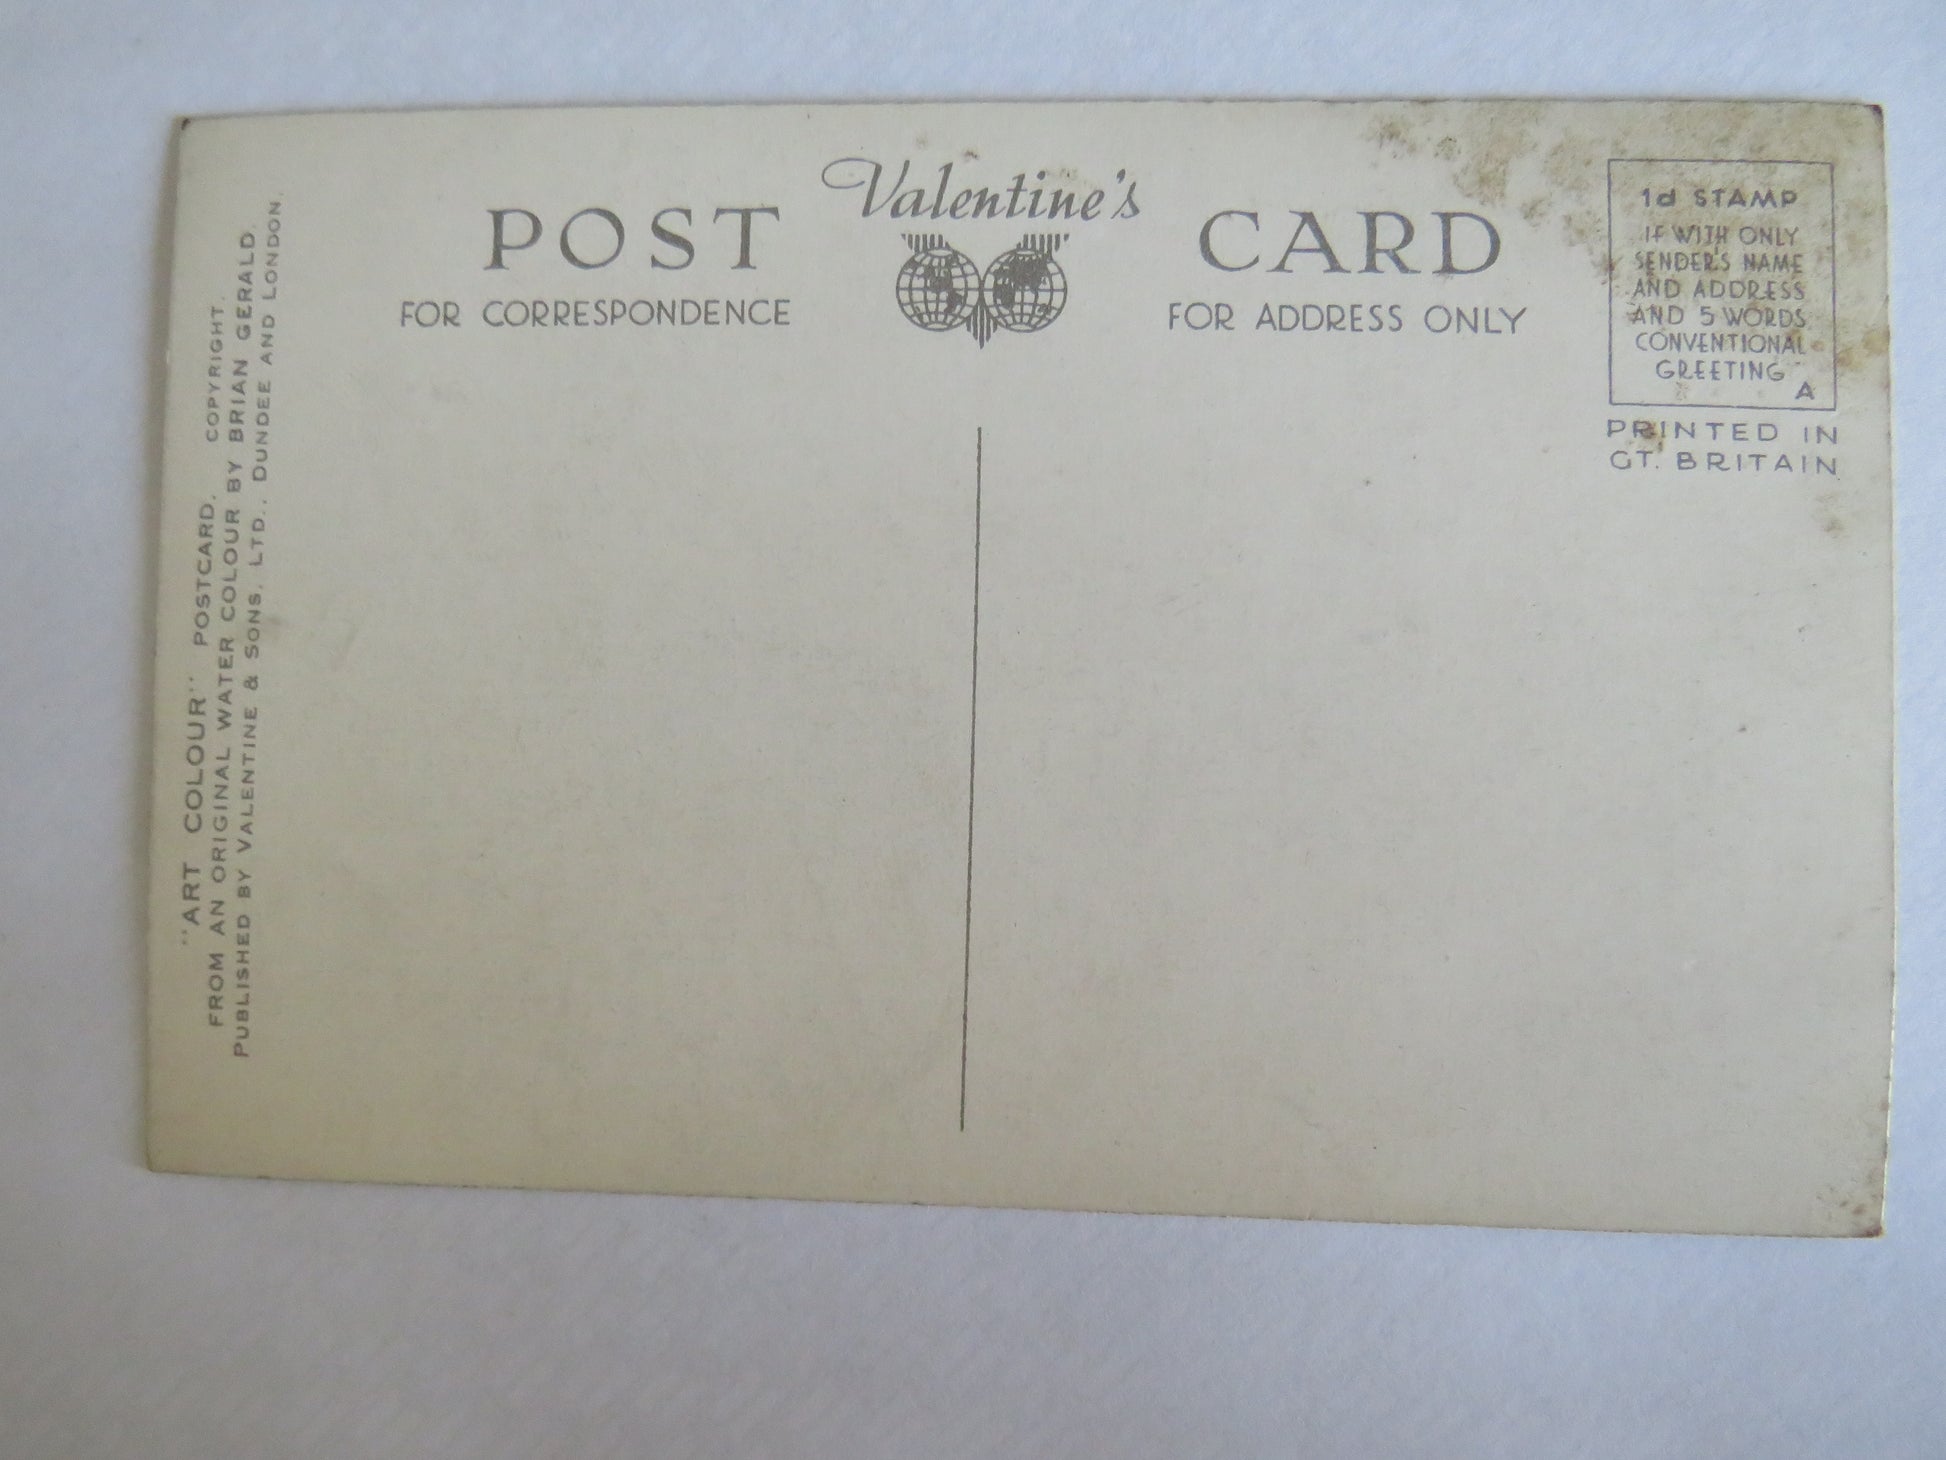 Valentine's
POST CARD
FOR CORRESPONDENCE
FOR ADDRESS ONLY
1d STAMP
IF WITH ONLY
SENDER'S NAME
AND ADDRESS
AND 5 WORDS
CONVENTIONAL
GREETING
A
PRINTED IN
GT. BRITAIN
"ART COLOUR" POSTCARD. COPYRIGHT.
FROM AN ORIGINAL WATER COLOUR BY BRIAN GERALD.
PUBLISHED BY VALENTINE & SONS, LTD., DUNDEE AND LONDON.